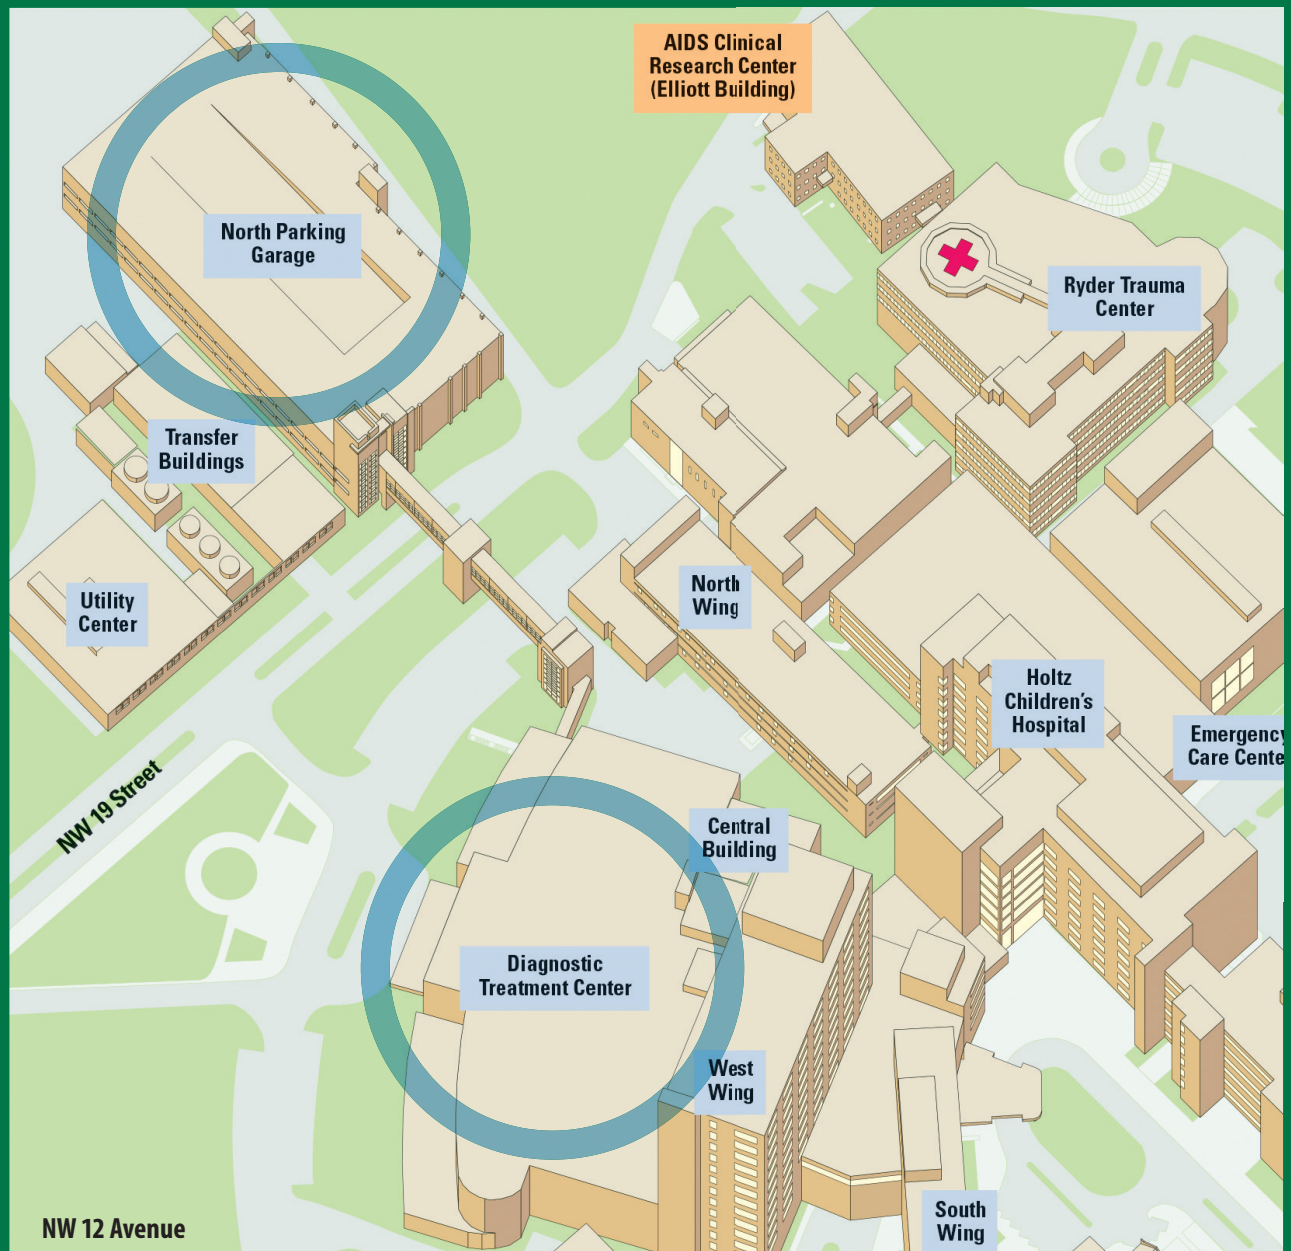 AIDS Clinical
Research Center
(Elliott Building)
North Parking
Garage
Ryder Trauma
Center
Transfer
Buildings
Utility
Center
North
Wing
Holtz
Children's
Hospital
Emergency
Care Cente
NW 19 Street
Central
Building
Diagnostic
Treatment Center
West
Wing
South
Wing
NW 12 Avenue